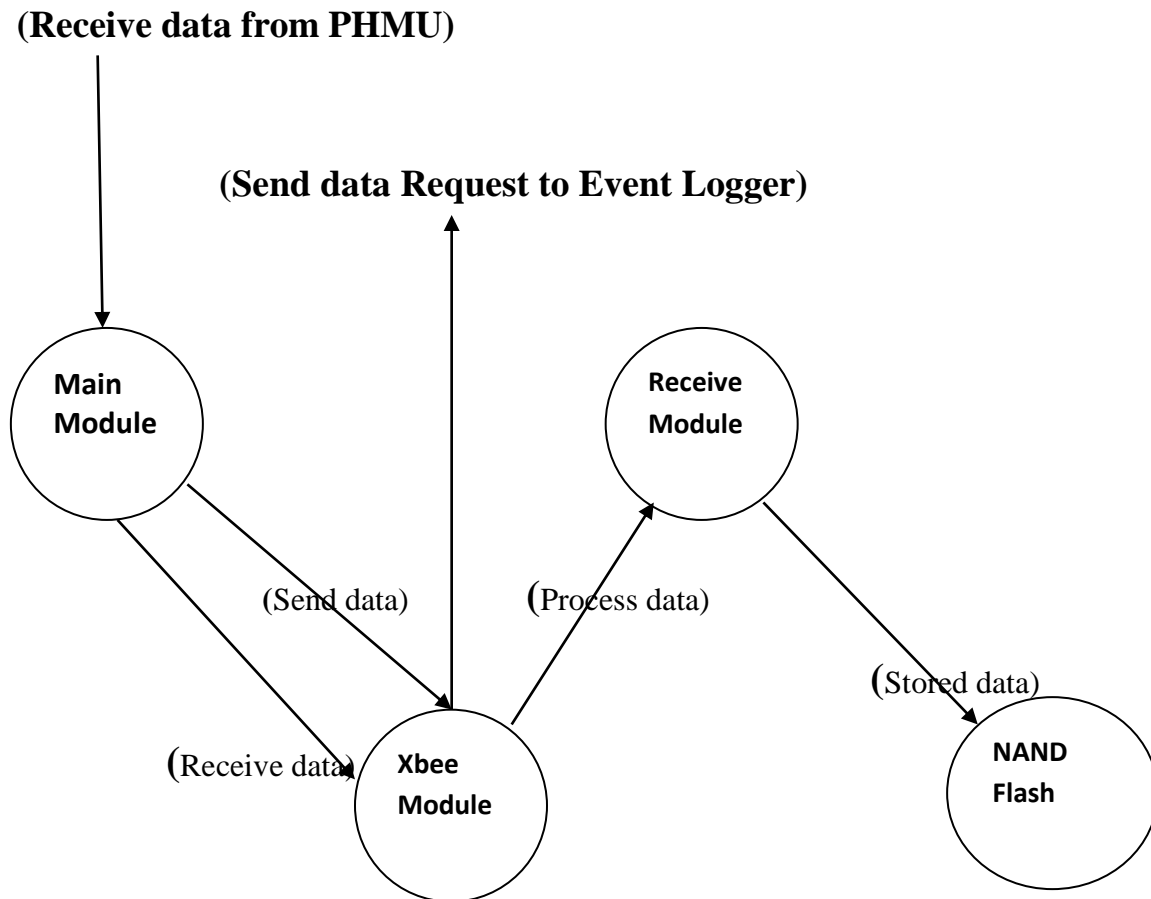 (Receive data from PHMU)
(Send data Request to Event Logger)
Main
Module
Receive
Module
(Send data)
(Process data)
(Stored data)
(Receive data)
Xbee
Module
NAND
Flash